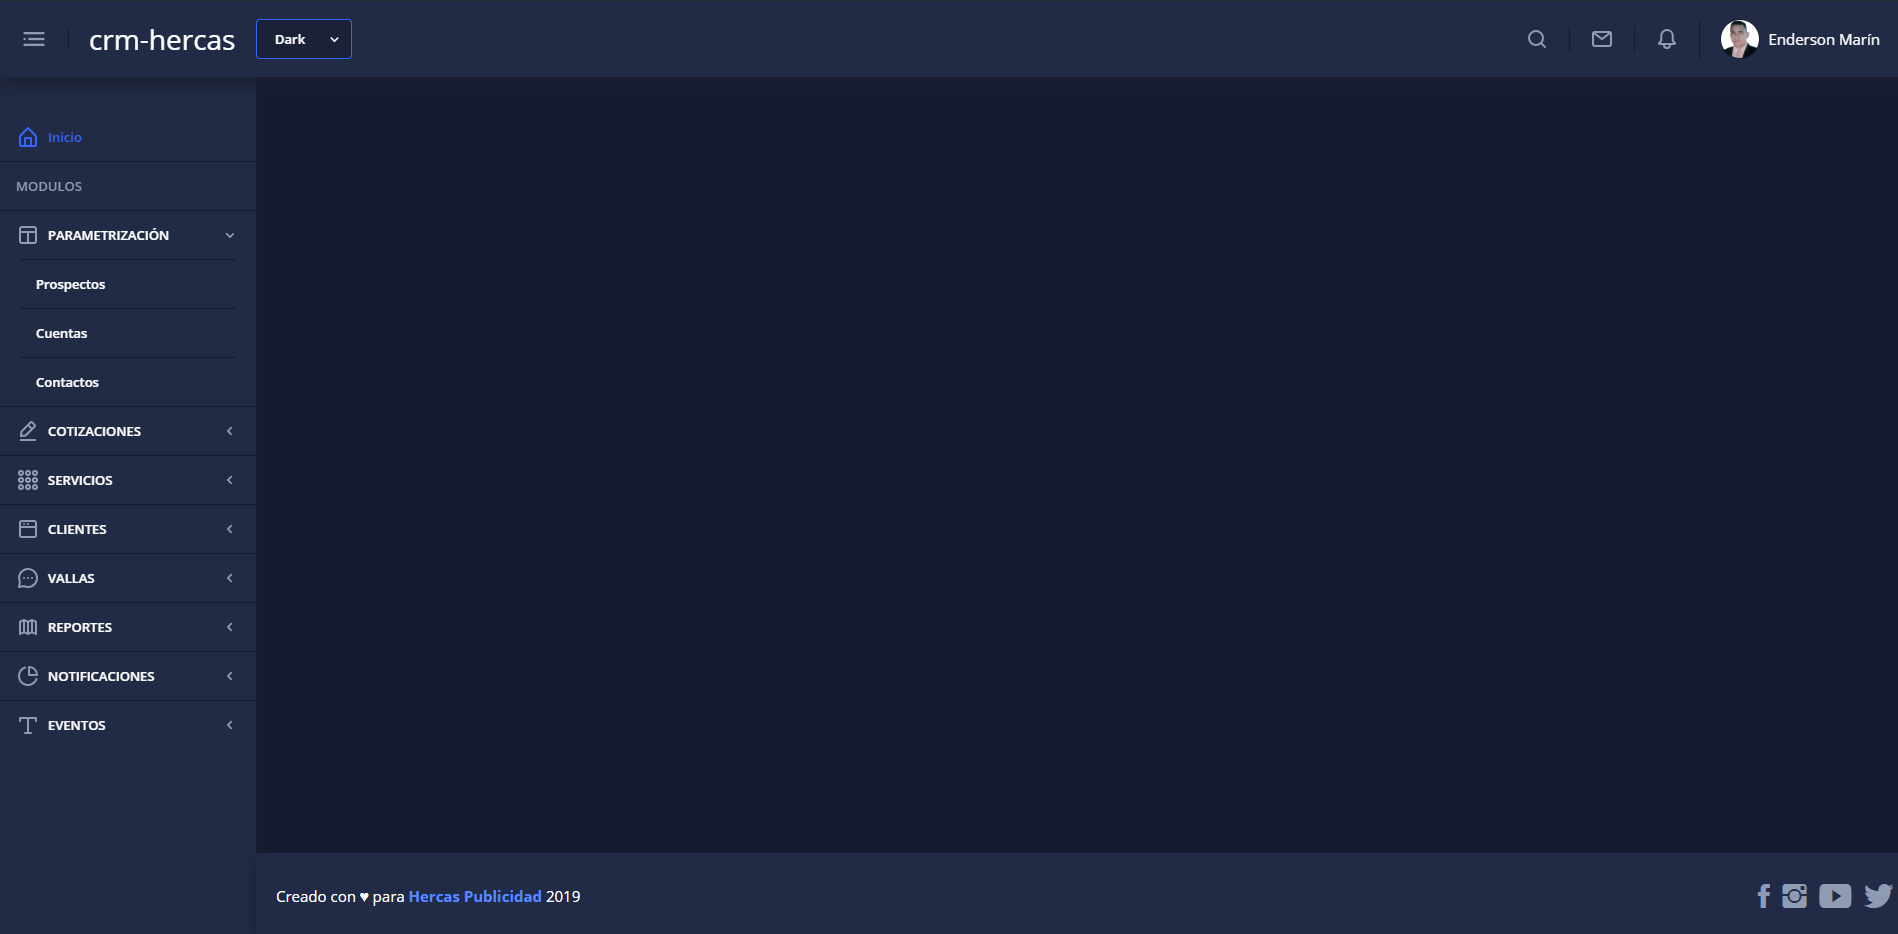 crm-hercas
Dark
Enderson Marín
Inicio
MODULOS
PARAMETRIZACIÓN
Prospectos
Cuentas
Contactos
COTIZACIONES
SERVICIOS
CLIENTES
VALLAS
REPORTES
NOTIFICACIONES
EVENTOS
Creado con ♥ para Hercas Publicidad 2019